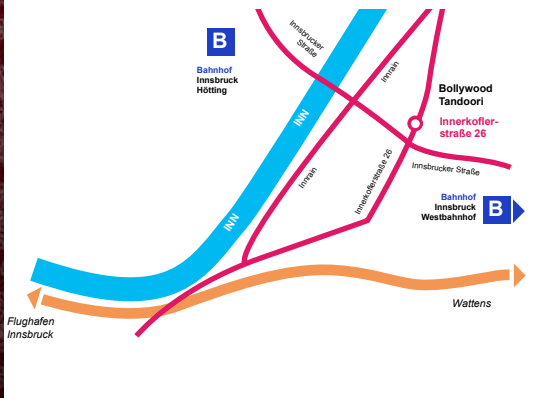 Innsbrucker
Straße
B
Bahnhof
Innsbruck
Hötting
Innrain
Bollywood
Tandoori
Innerkofler-
straße 26
INN
Innrain
Innerkoflerstraße 26
Innsbrucker Straße
Bahnhof
Innsbruck
Westbahnhof
B
INN
Wattens
Flughafen
Innsbruck